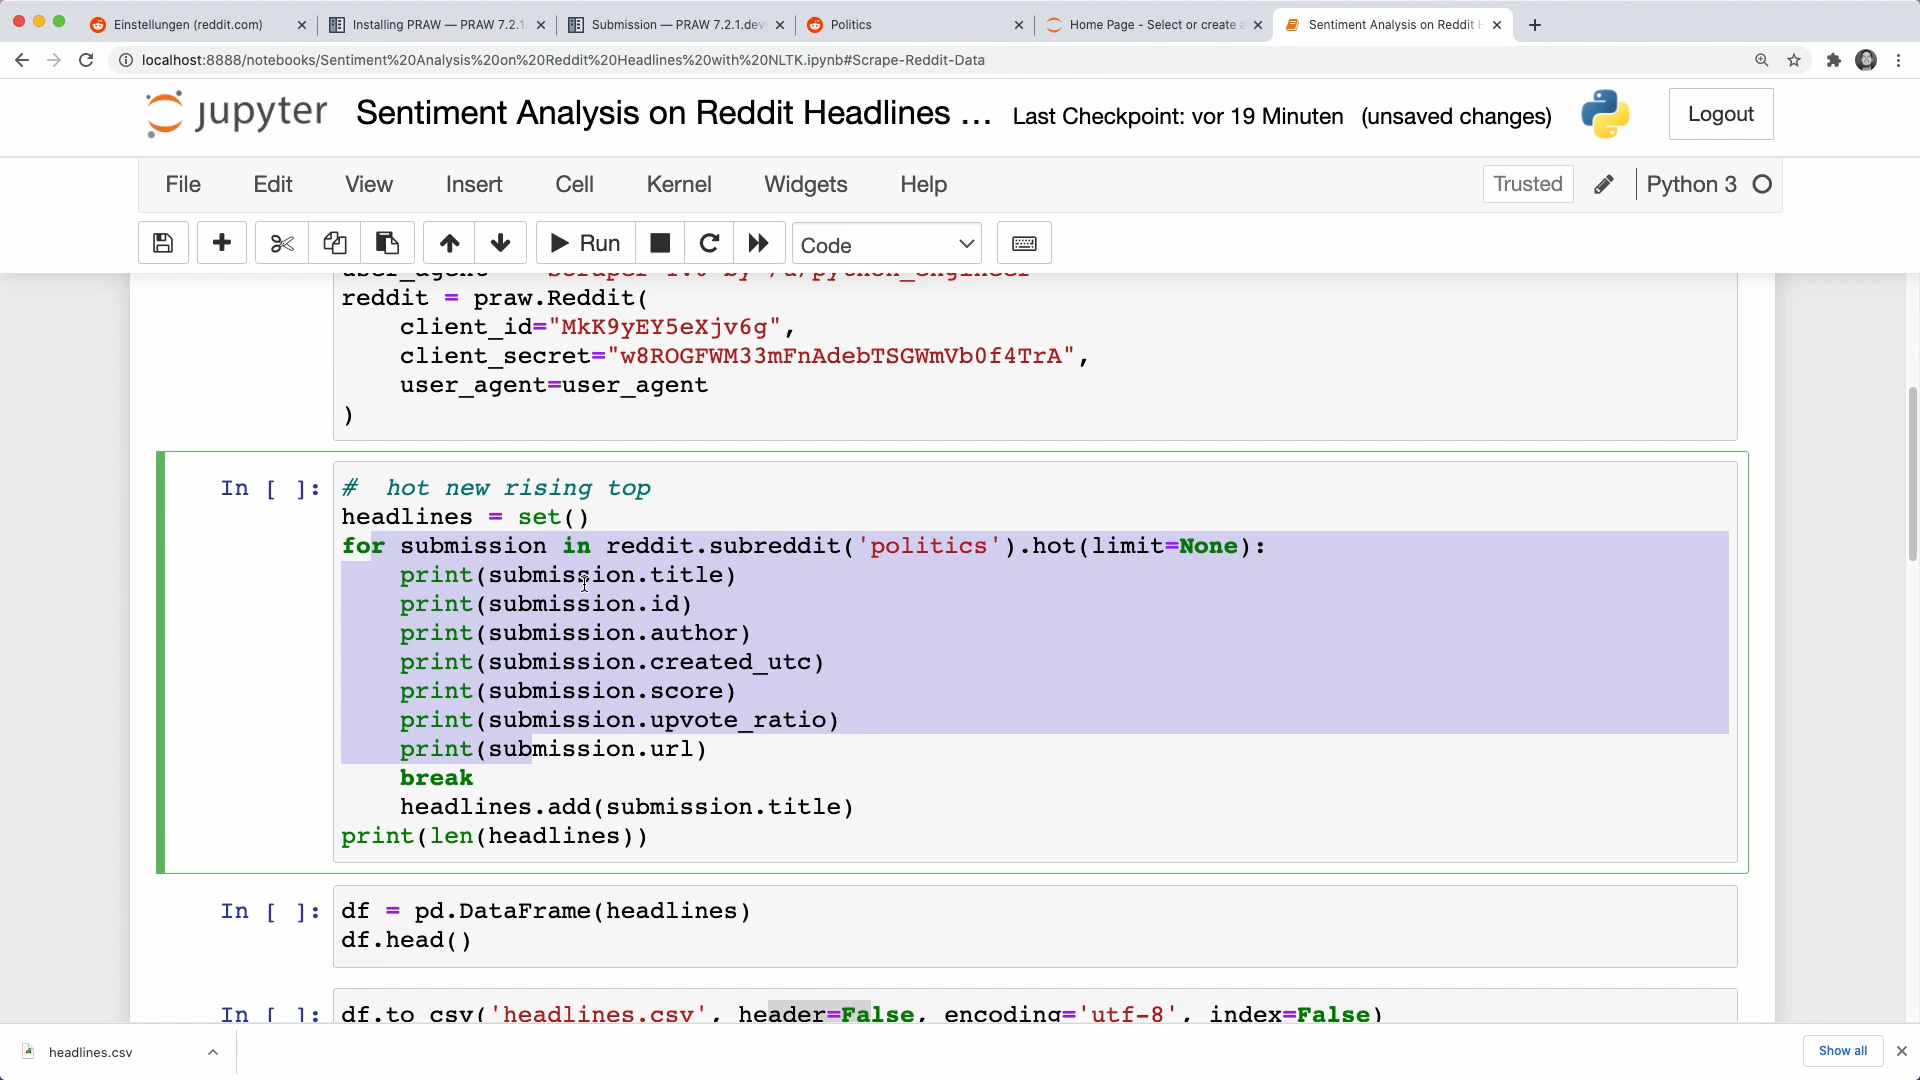 Einstellungen (reddit.com)
Installing PRAW — PRAW 7.2.1
Submission — PRAW 7.2.1.dev
Politics
Home Page - Select or create a
Sentiment Analysis on Reddit H
localhost:8888/notebooks/Sentiment%20Analysis%20on%20Reddit%20Headlines%20with%20NLTK.ipynb#Scrape-Reddit-Data
jupyter
Sentiment Analysis on Reddit Headlines ...
Last Checkpoint: vor 19 Minuten (unsaved changes)
Logout
File Edit View Insert Cell Kernel Widgets Help
Trusted
Python 3
Run
Code
user_agent = "Scraper 1.0 by /u/python_engineer"
reddit = praw.Reddit(
    client_id="MkK9yEY5eXjv6g",
    client_secret="w8ROGFWM33mFnAdebTSGWmVb0f4TrA",
    user_agent=user_agent
)
In [ ]:
# hot new rising top
headlines = set()
for submission in reddit.subreddit('politics').hot(limit=None):
    print(submission.title)
    print(submission.id)
    print(submission.author)
    print(submission.created_utc)
    print(submission.score)
    print(submission.upvote_ratio)
    print(submission.url)
    break
    headlines.add(submission.title)
print(len(headlines))
In [ ]:
df = pd.DataFrame(headlines)
df.head()
In [ ]:
df.to_csv('headlines.csv', header=False, encoding='utf-8', index=False)
headlines.csv
Show all